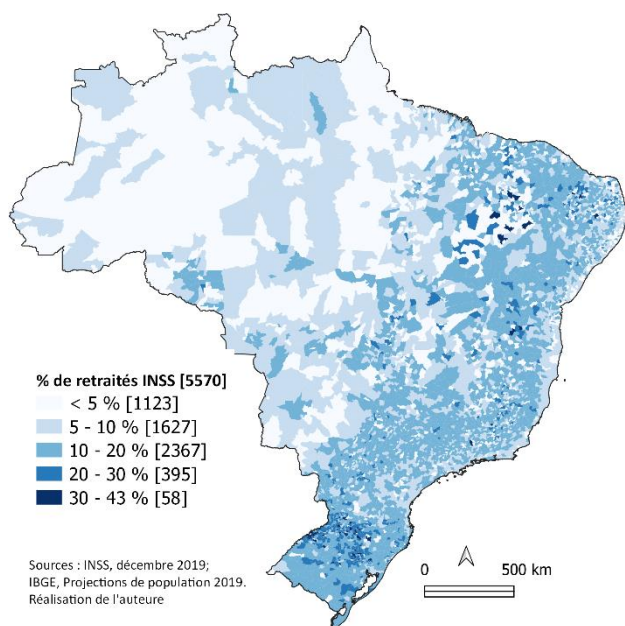 % de retraités INSS [5570]
< 5 % [1123]
5 - 10 % [1627]
10 - 20 % [2367]
20 - 30 % [395]
30 - 43 % [58]
Sources : INSS, décembre 2019;
IBGE, Projections de population 2019.
Réalisation de l'auteure
0 500 km